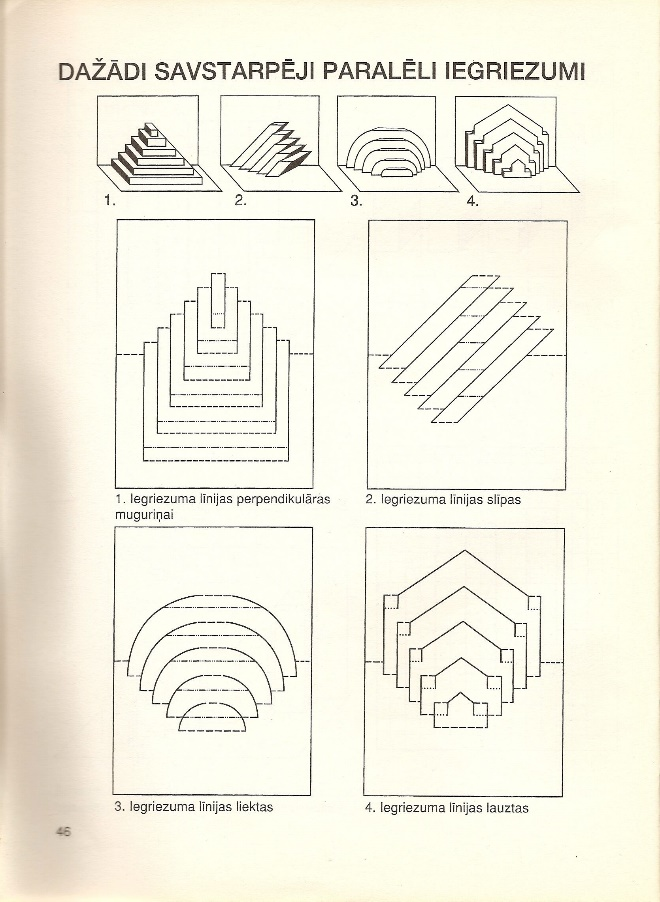 DAŽĀDI SAVSTARPĒJI PARALĒLI IEGRIEZUMI
1.
2.
3.
4.
1. Iegriezuma līnijas perpendikulāras
muguriņai
2. Iegriezuma līnijas slīpas
3. Iegriezuma līnijas liektas
4. Iegriezuma līnijas lauztas
46